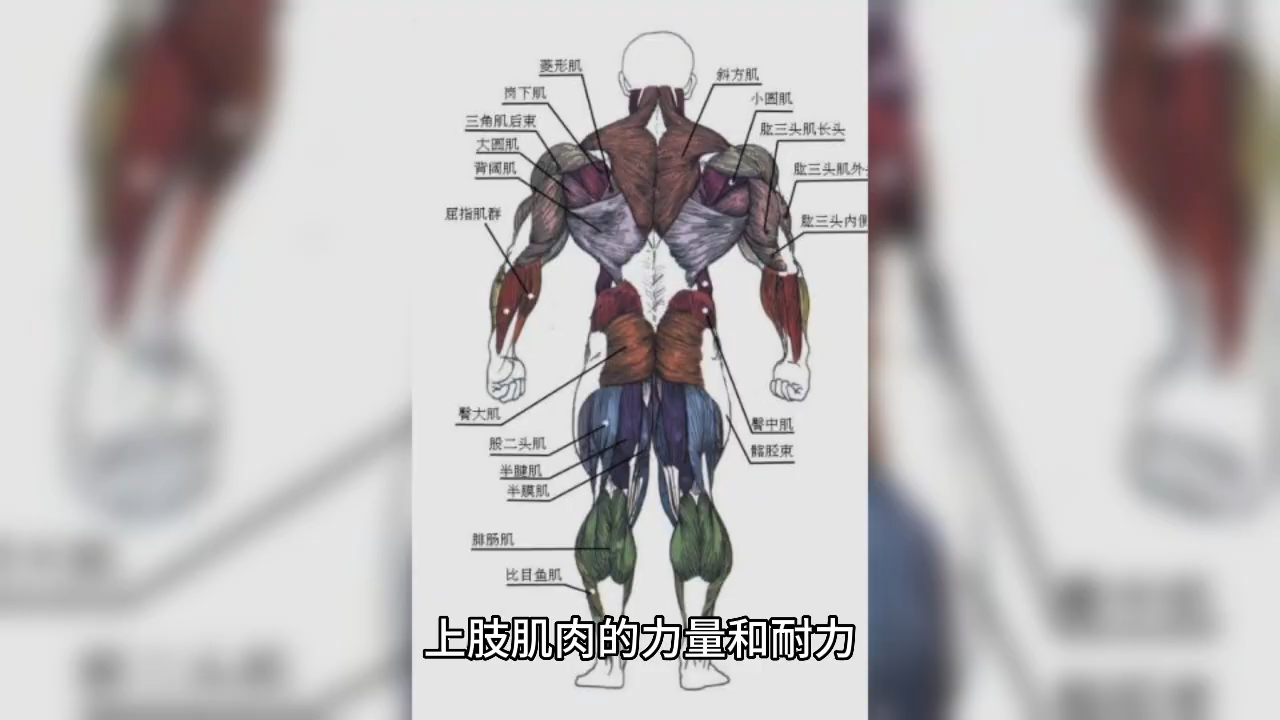 菱形肌
斜方肌
岗下肌
小圆肌
三角肌后束
肱三头肌长头
大圆肌
背阔肌
肱三头肌外
屈指肌群
肱三头内侧
臀大肌
臀中肌
股二头肌
髂胫束
半腱肌
半膜肌
腓肠肌
比目鱼肌
上肢肌肉的力量和耐力